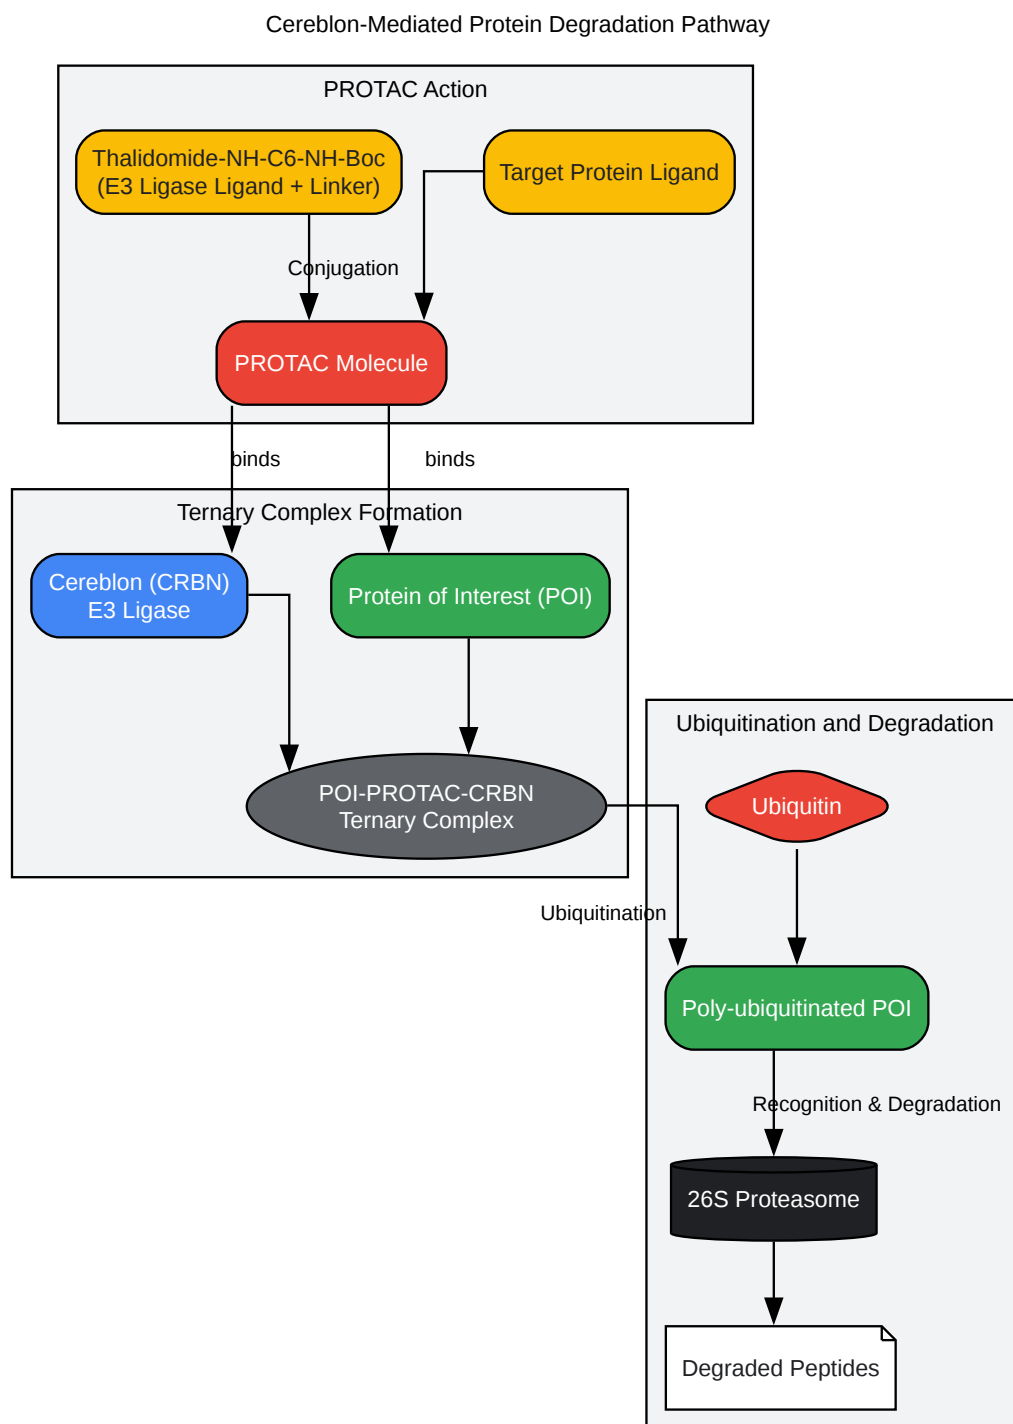 Cereblon-Mediated Protein Degradation Pathway
PROTAC Action
Thalidomide-NH-C6-NH-Boc
(E3 Ligase Ligand + Linker)
Target Protein Ligand
Conjugation
PROTAC Molecule
binds
binds
Ternary Complex Formation
Cereblon (CRBN)
E3 Ligase
Protein of Interest (POI)
POI-PROTAC-CRBN
Ternary Complex
Ubiquitination and Degradation
Ubiquitin
Ubiquitination
Poly-ubiquitinated POI
Recognition & Degradation
26S Proteasome
Degraded Peptides